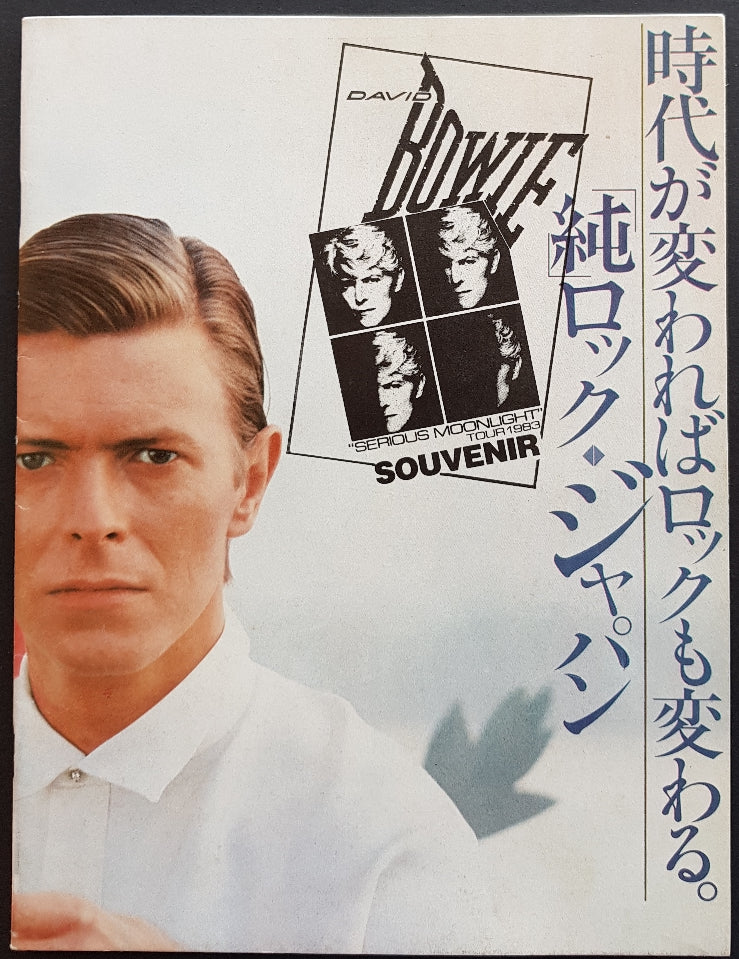 時代が変わればロックも変わる。
「純」ロック・ジャパン
DAVID
BOWIE
"SERIOUS MOONLIGHT"
TOUR 1983
SOUVENIR